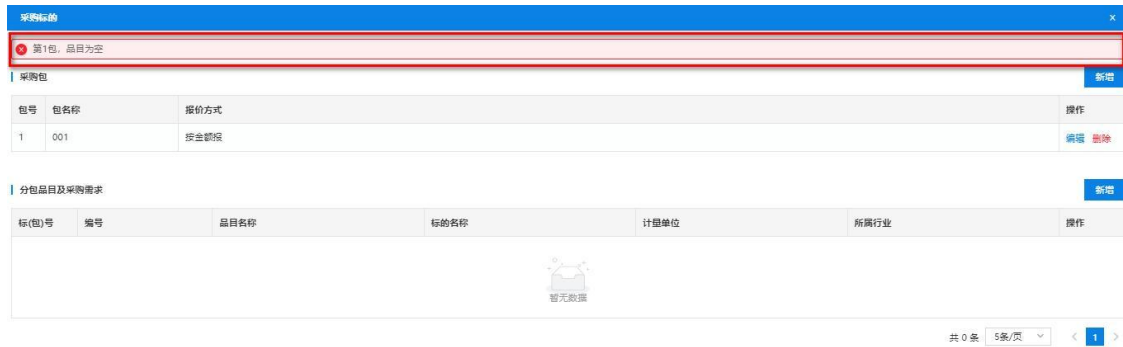 采购标的 x
第1包，品目为空
采购包 新增
包号 包名称 报价方式 操作
1 001 按金额报 编辑 删除
分包品目及采购需求 新增
标(包)号 编号 品目名称 标的名称 计量单位 所属行业 操作
暂无数据
共 0 条 5条/页 < 1 >